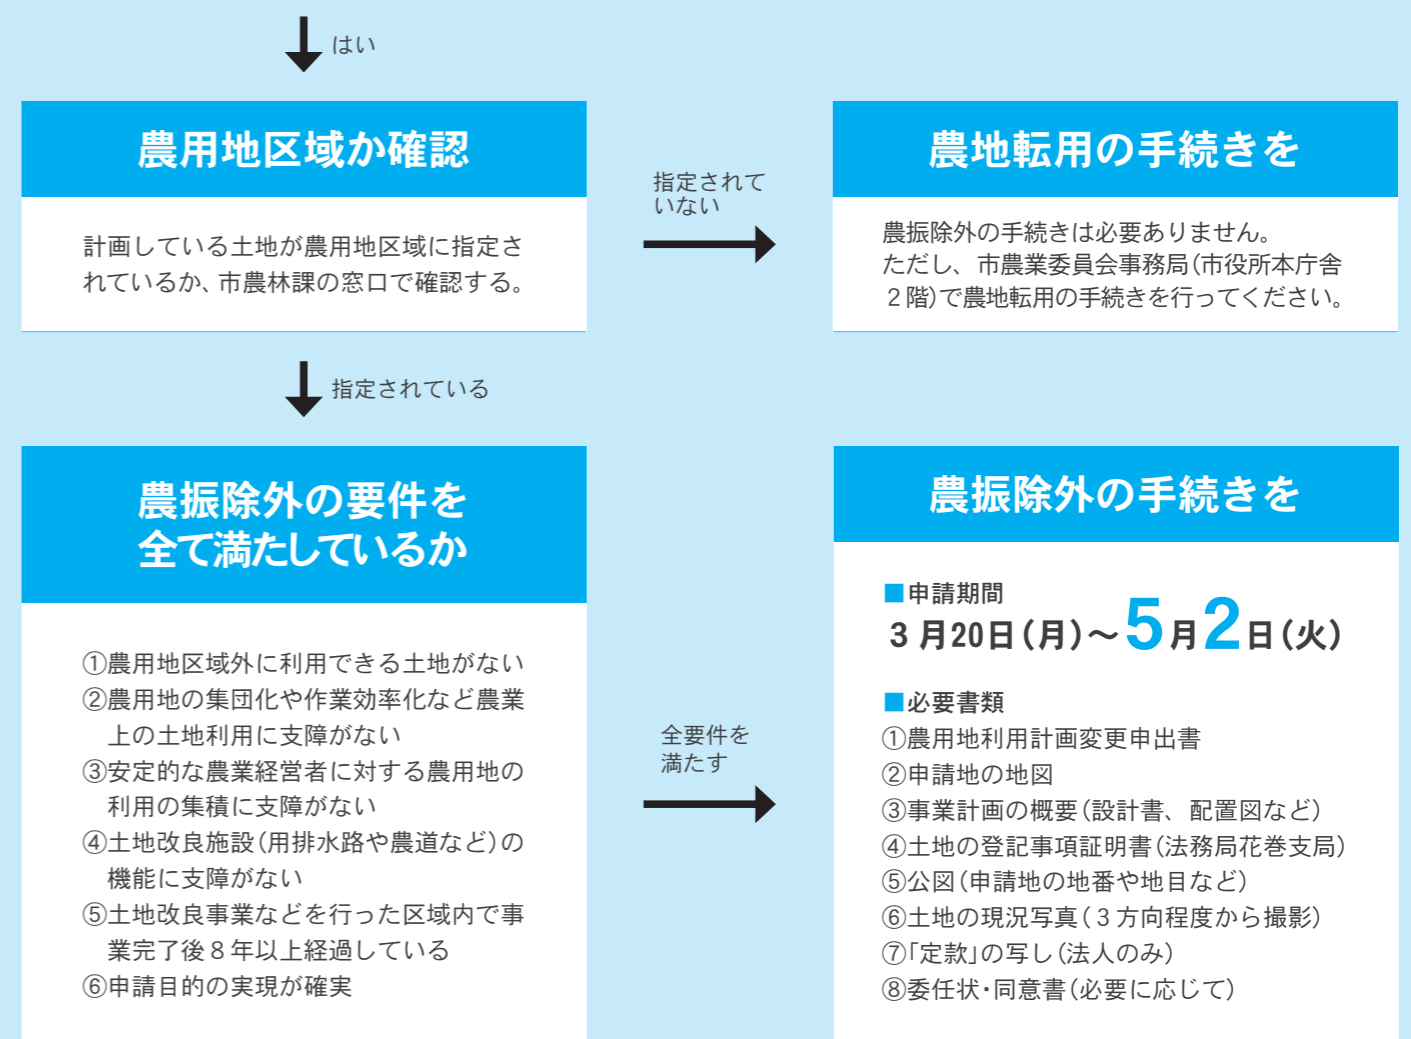 はい
農用地区域か確認
計画している土地が農用地区域に指定さ
れているか、市農林課の窓口で確認する。
指定されて
いない
農地転用の手続きを
農振除外の手続きは必要ありません。
ただし、市農業委員会事務局(市役所本庁舎
2階)で農地転用の手続きを行ってください。
指定されている
農振除外の要件を
全て満たしているか
①農用地区域外に利用できる土地がない
②農用地の集団化や作業効率化など農業
上の土地利用に支障がない
③安定的な農業経営者に対する農用地の
利用の集積に支障がない
④土地改良施設(用排水路や農道など)の
機能に支障がない
⑤土地改良事業などを行った区域内で事
業完了後8年以上経過している
⑥申請目的の実現が確実
全要件を
満たす
農振除外の手続きを
■申請期間
3月20日(月)～5月2日(火)
■必要書類
①農用地利用計画変更申出書
②申請地の地図
③事業計画の概要(設計書、配置図など)
④土地の登記事項証明書(法務局花巻支局)
⑤公図(申請地の地番や地目など)
⑥土地の現況写真(3方向程度から撮影)
⑦「定款」の写し(法人のみ)
⑧委任状・同意書(必要に応じて)